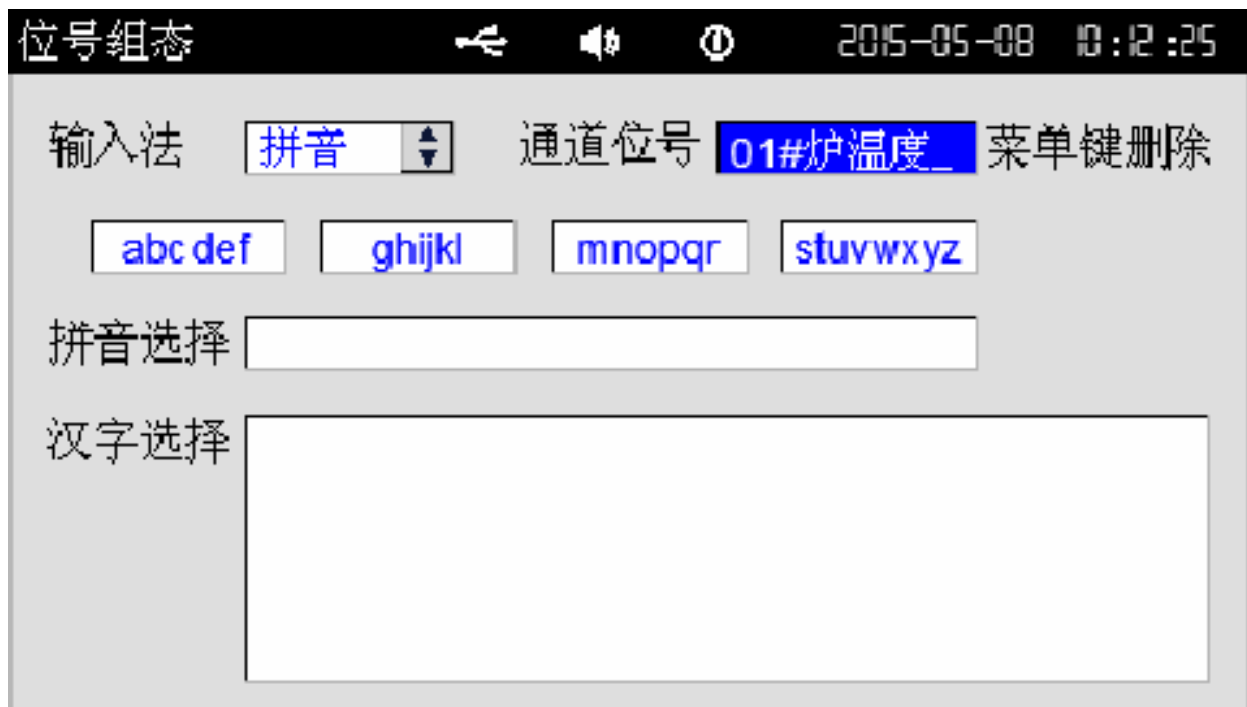 位号组态 2015-05-08 10:12:25
输入法 拼音 通道位号 01#炉温度_ 菜单键删除
abcdef ghijkl mnopqr stuvwxyz
拼音选择
汉字选择